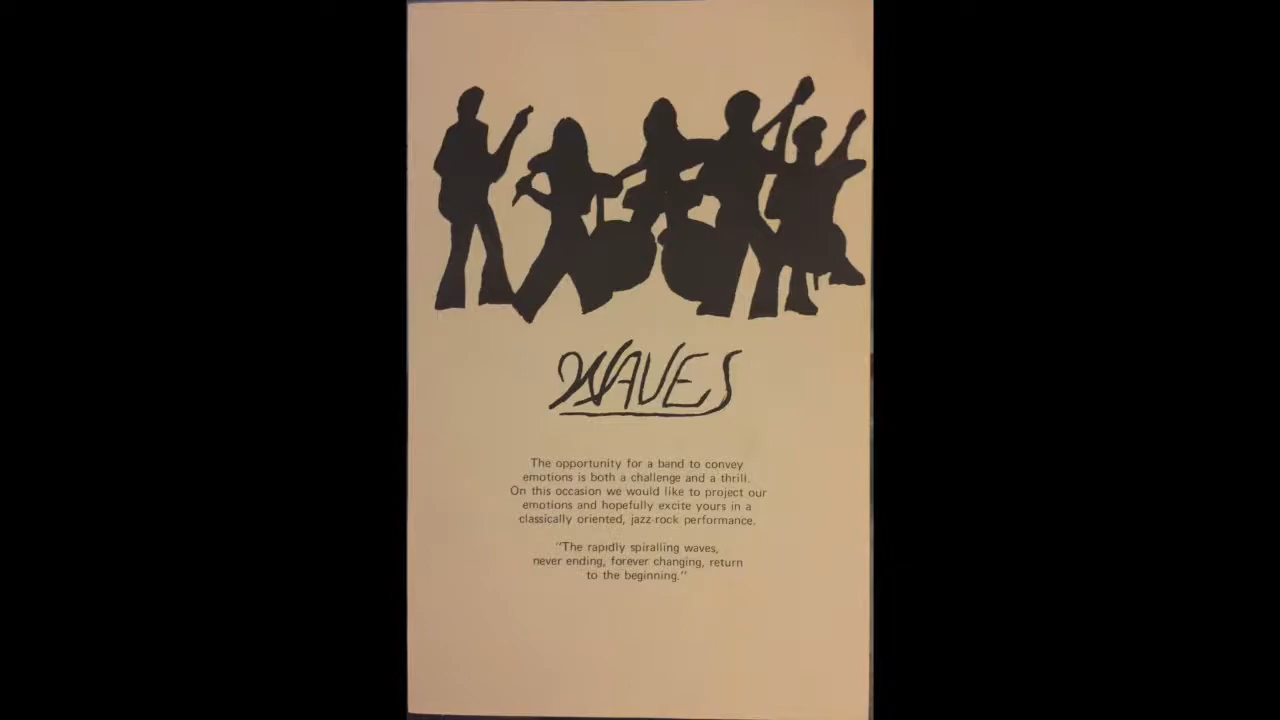 WAVES
The opportunity for a band to convey
emotions is both a challenge and a thrill.
On this occasion we would like to project our
emotions and hopefully excite yours in a
classically oriented, jazz-rock performance.
"The rapidly spiralling waves,
never ending, forever changing, return
to the beginning."